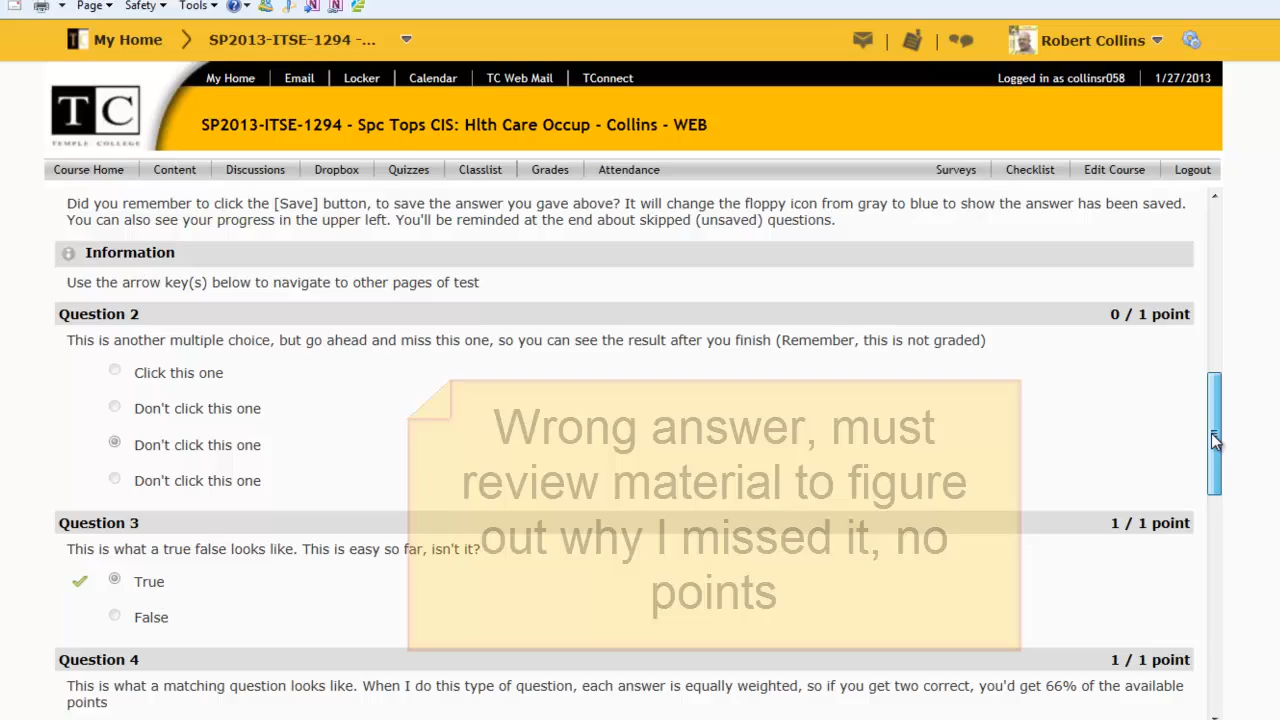 Page Safety Tools
My Home SP2013-ITSE-1294 -... Robert Collins
My Home Email Locker Calendar TC Web Mail TConnect Logged in as collinsr058 1/27/2013
TC
TEMPLE COLLEGE
SP2013-ITSE-1294 - Spc Tops CIS: Hlth Care Occup - Collins - WEB
Course Home Content Discussions Dropbox Quizzes Classlist Grades Attendance Surveys Checklist Edit Course Logout
Did you remember to click the [Save] button, to save the answer you gave above? It will change the floppy icon from gray to blue to show the answer has been saved.
You can also see your progress in the upper left. You'll be reminded at the end about skipped (unsaved) questions.
Information
Use the arrow key(s) below to navigate to other pages of test
Question 2 0 / 1 point
This is another multiple choice, but go ahead and miss this one, so you can see the result after you finish (Remember, this is not graded)
Click this one
Don't click this one
Don't click this one
Don't click this one
Wrong answer, must
review material to figure
out why I missed it, no
points
Question 3 1 / 1 point
This is what a true false looks like. This is easy so far, isn't it?
True
False
Question 4 1 / 1 point
This is what a matching question looks like. When I do this type of question, each answer is equally weighted, so if you get two correct, you'd get 66% of the available
points